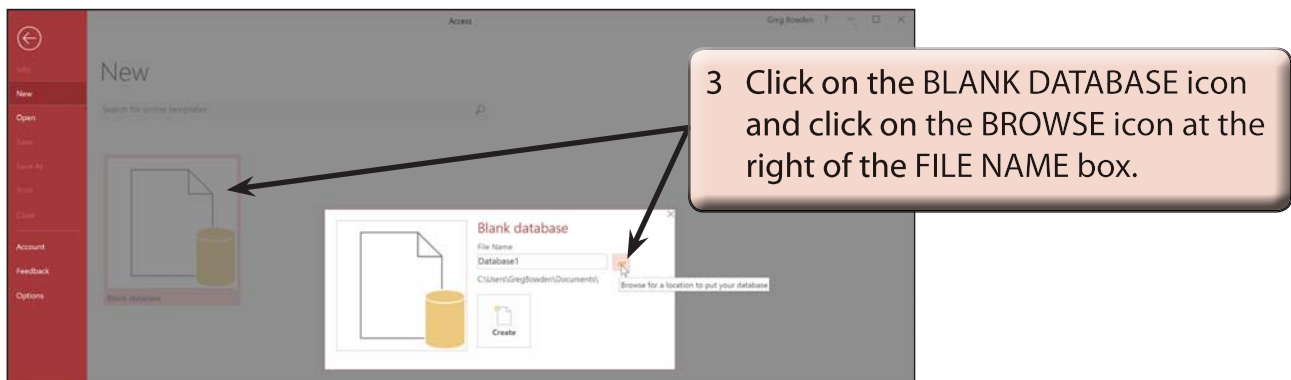 Access
Greg Bowden ?
Info
New
New
Search for online templates
Open
Save
Save As
Print
Close
Account
Feedback
Options
Blank database
3 Click on the BLANK DATABASE icon
and click on the BROWSE icon at the
right of the FILE NAME box.
Blank database
File Name
Database1
C:\Users\GregBowden\Documents\
Browse for a location to put your database
Create